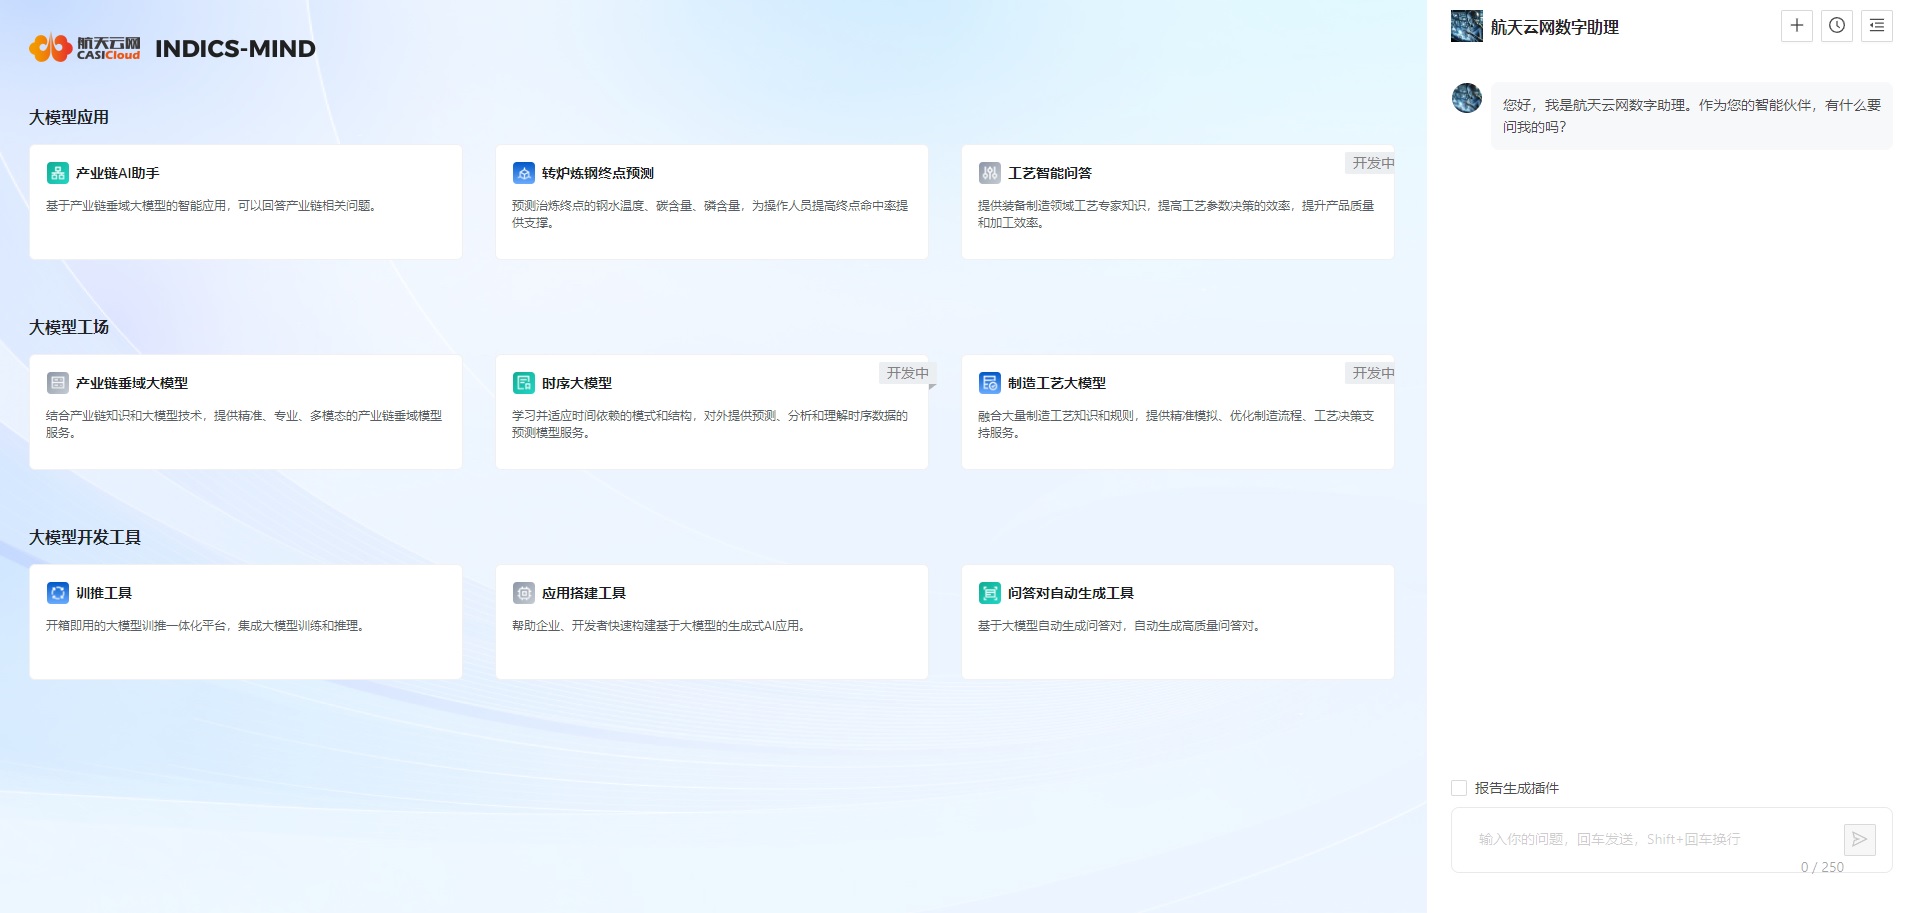 航天云网
CASICloud
INDICS-MIND
大模型应用
产业链AI助手
基于产业链垂域大模型的智能应用，可以回答产业链相关问题。
转炉炼钢终点预测
预测冶炼终点的钢水温度、碳含量、磷含量，为操作人员提高终点命中率提
供支撑。
开发中
工艺智能问答
提供装备制造领域工艺专家知识，提高工艺参数决策的效率，提升产品质量
和加工效率。
大模型工场
产业链垂域大模型
结合产业链知识和大模型技术，提供精准、专业、多模态的产业链垂域模型
服务。
开发中
时序大模型
学习并适应时间依赖的模式和结构，对外提供预测、分析和理解时序数据的
预测模型服务。
开发中
制造工艺大模型
融合大量制造工艺知识和规则，提供精准模拟、优化制造流程、工艺决策支
持服务。
大模型开发工具
训推工具
开箱即用的大模型训推一体化平台，集成大模型训练和推理。
应用搭建工具
帮助企业、开发者快速构建基于大模型的生成式AI应用。
问答对自动生成工具
基于大模型自动生成问答对，自动生成高质量问答对。
航天云网数字助理
您好，我是航天云网数字助理。作为您的智能伙伴，有什么要
问我的吗？
报告生成插件
输入你的问题，回车发送，Shift+回车换行
0 / 250